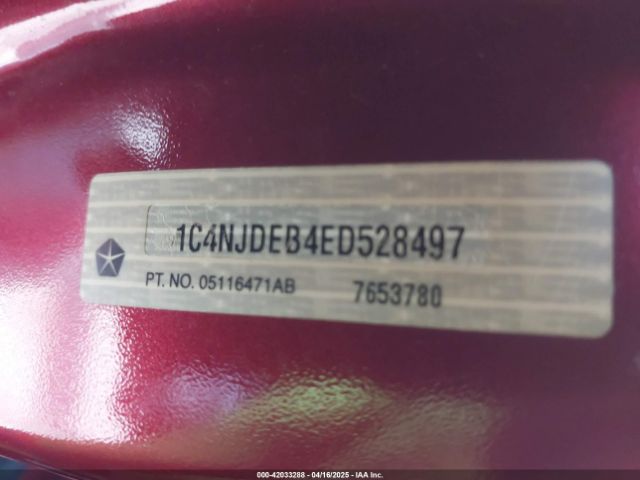 1C4NJDEB4ED528497
PT. NO. 05116471AB 7653780
000-42033288 - 04/16/2025 - IAA Inc.